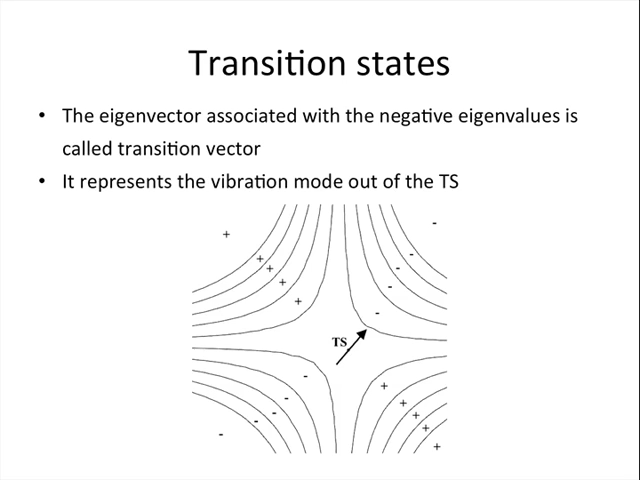 Transition states
• The eigenvector associated with the negative eigenvalues is
called transition vector
• It represents the vibration mode out of the TS
+ -
+ -
+ -
+ -
+ -
TS
- +
- +
- +
- +
- +